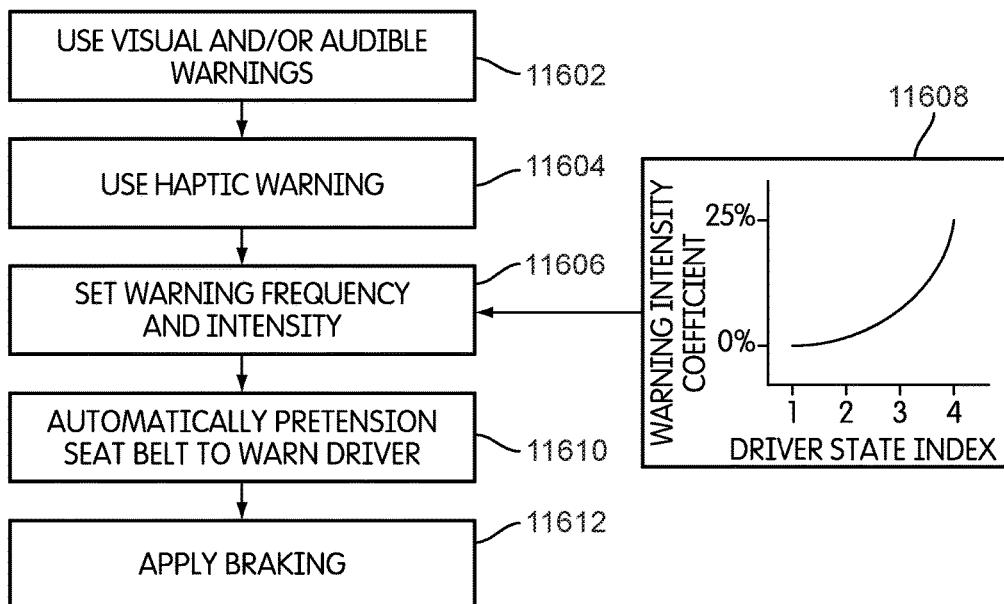 USE VISUAL AND/OR AUDIBLE
WARNINGS
11602
USE HAPTIC WARNING
11604
SET WARNING FREQUENCY
AND INTENSITY
11606
AUTOMATICALLY PRETENSION
SEAT BELT TO WARN DRIVER
11610
APPLY BRAKING
11612
11608
WARNING INTENSITY
COEFFICIENT
25%
0%
1 2 3 4
DRIVER STATE INDEX